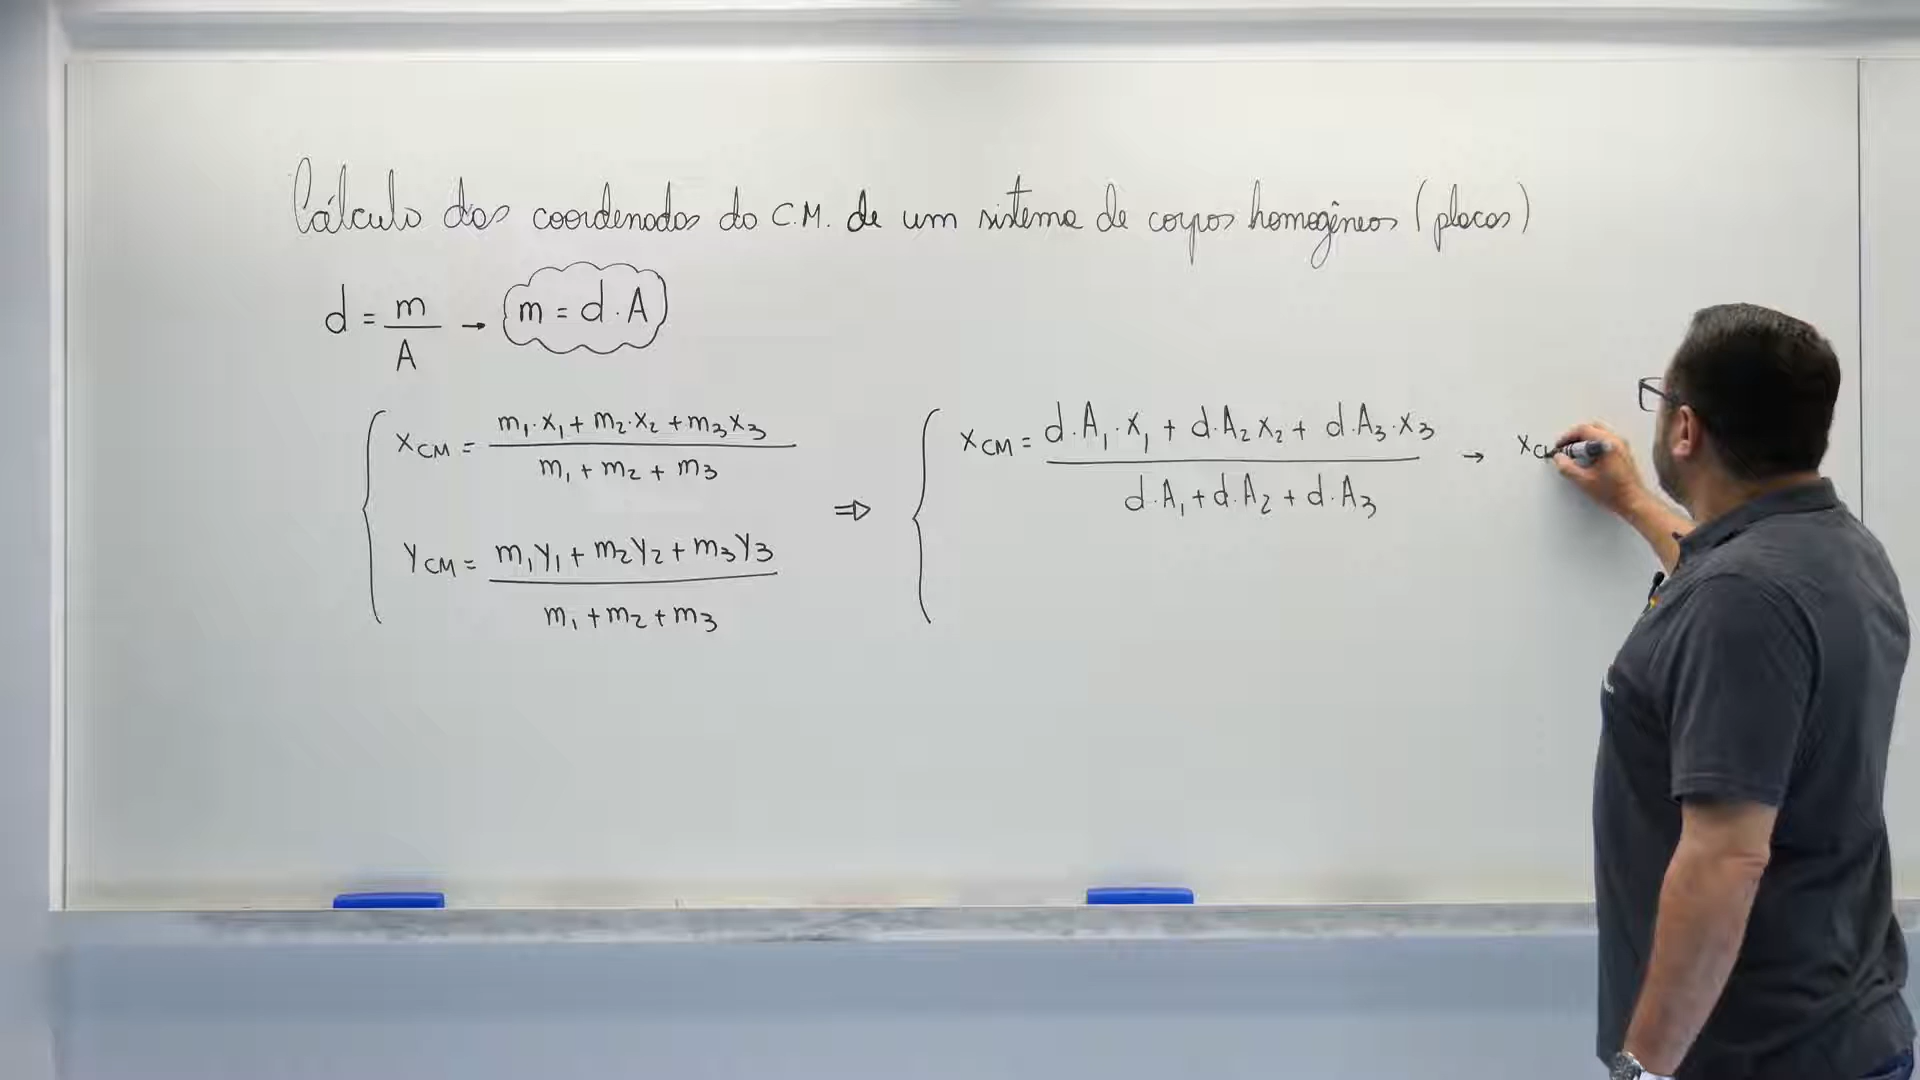 Cálculo das coordenadas do C.M. de um sistema de corpos homogêneos (placas)
d = m/A → m = d . A
x_CM = (m₁·x₁ + m₂·x₂ + m₃x₃)/(m₁ + m₂ + m₃)
y_CM = (m₁y₁ + m₂y₂ + m₃y₃)/(m₁ + m₂ + m₃)
⇒
x_CM = (d.A₁.x₁ + d.A₂x₂ + d.A₃.x₃)/(d.A₁ + d.A₂ + d.A₃) → x_C